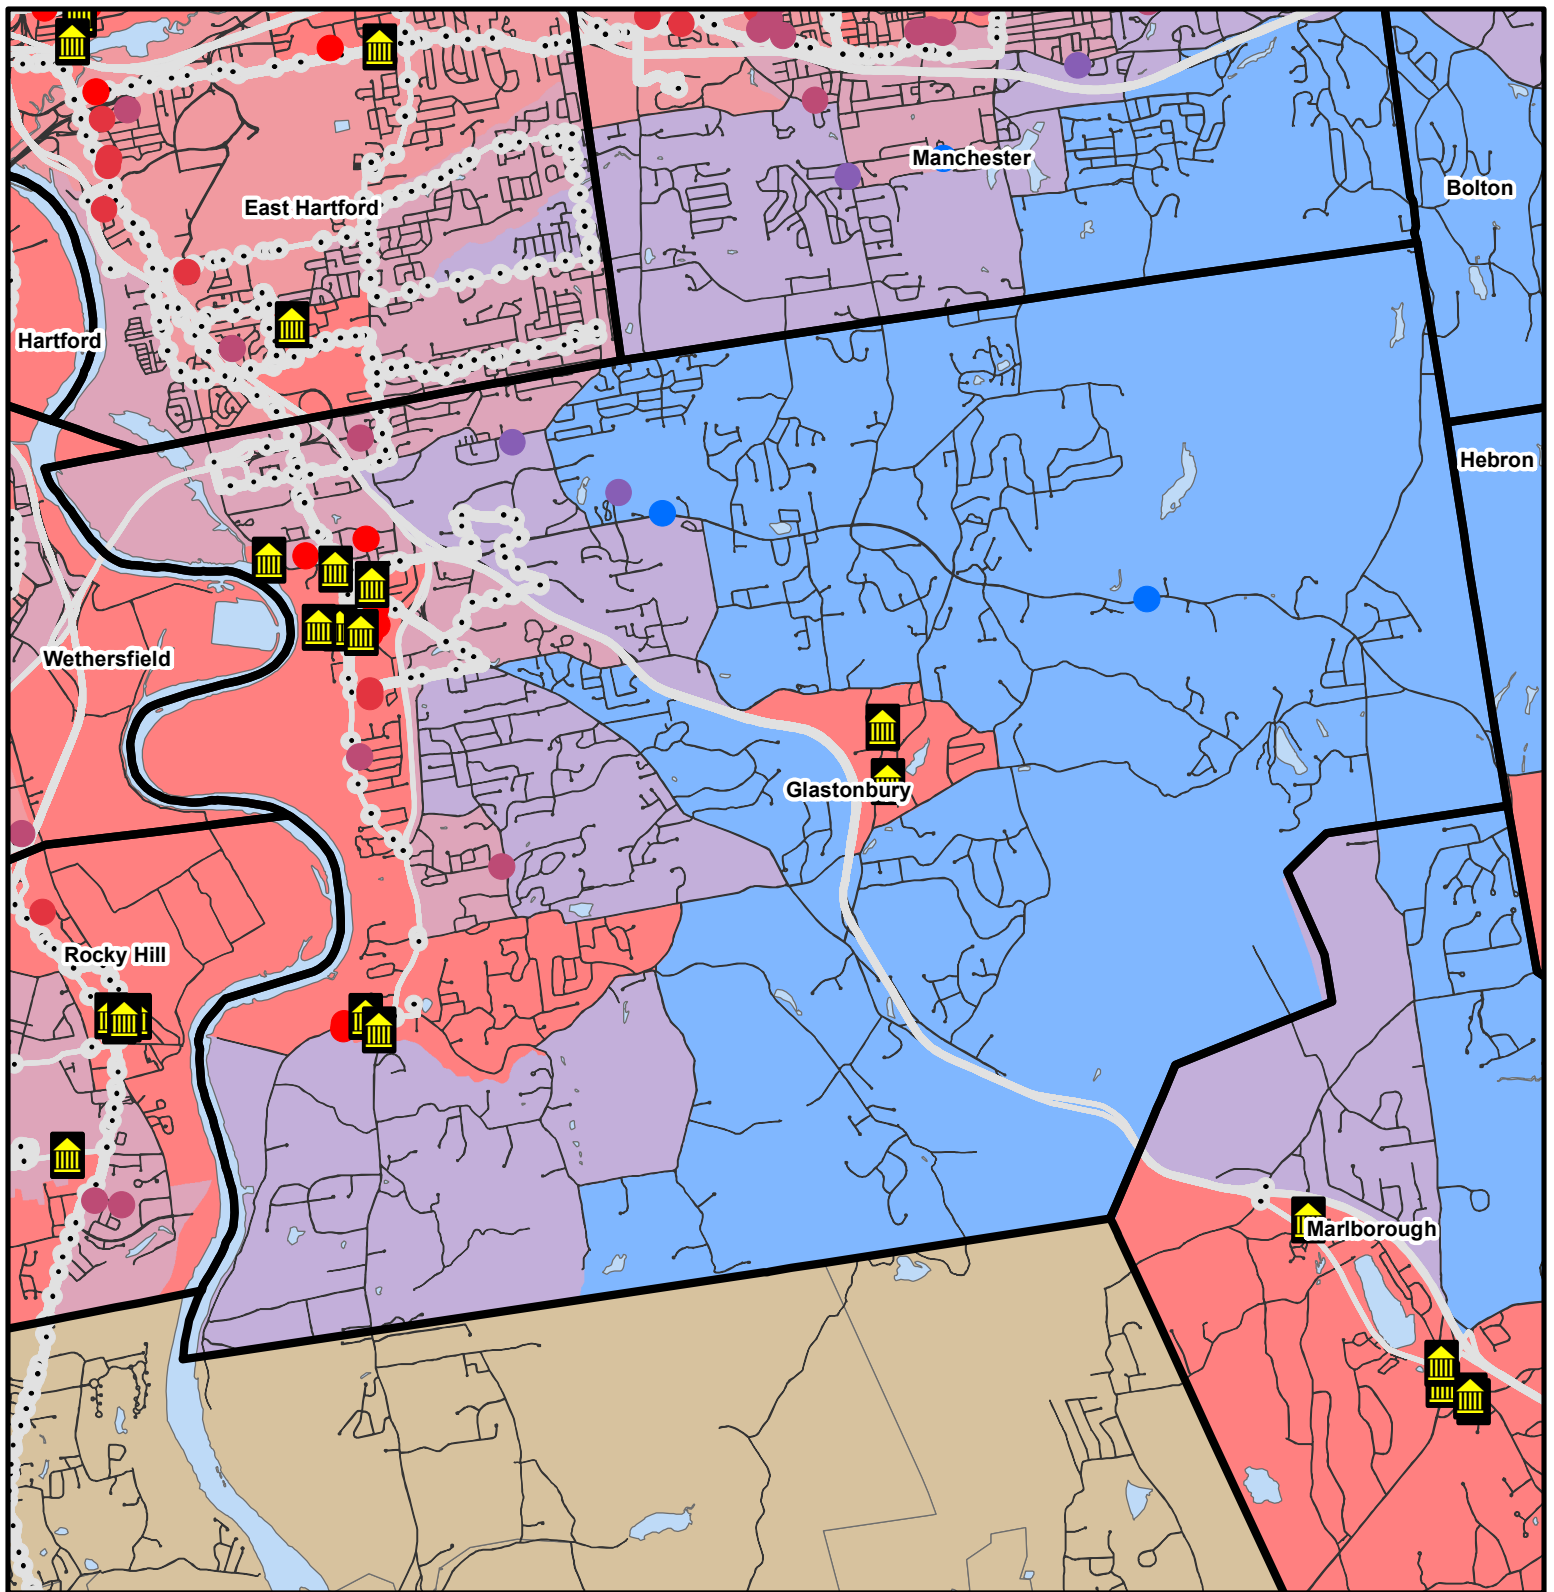 Manchester
Bolton
East Hartford
Hartford
Hebron
Wethersfield
Glastonbury
Rocky Hill
Marlborough